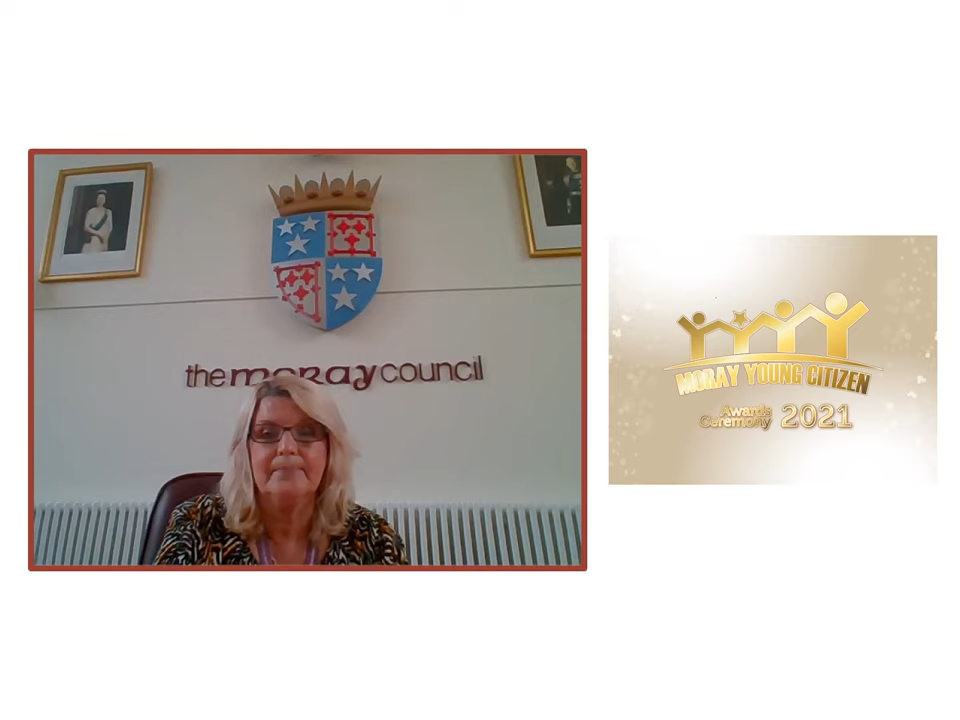 the moray council
MORAY YOUNG CITIZEN
Awards
Ceremony 2021